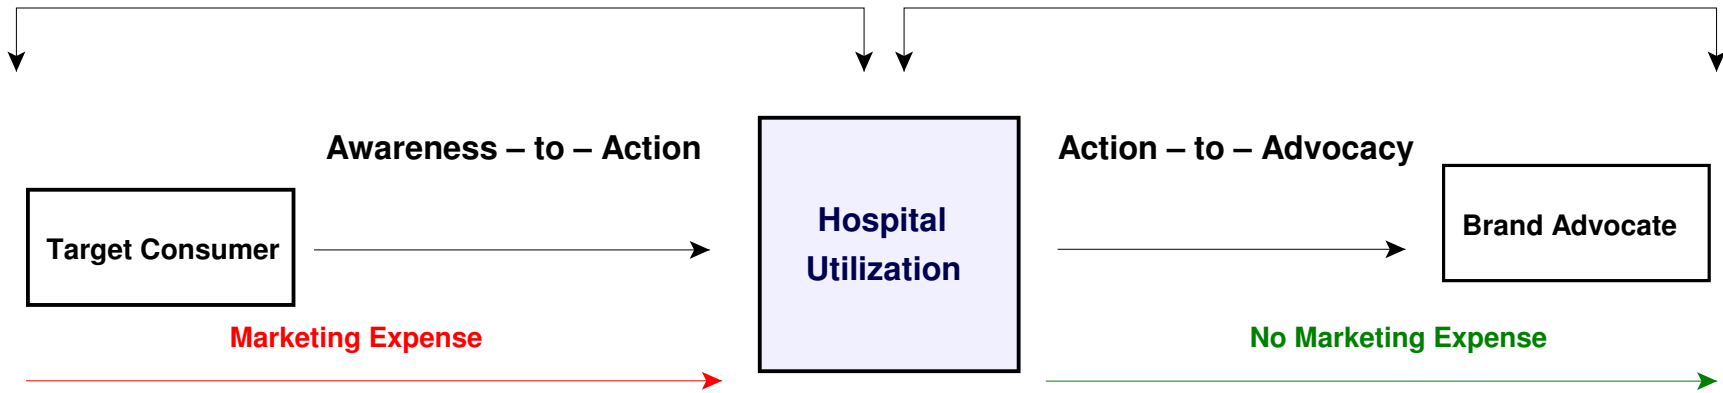 Awareness – to – Action
Action – to – Advocacy
Target Consumer
Hospital
Utilization
Brand Advocate
Marketing Expense
No Marketing Expense